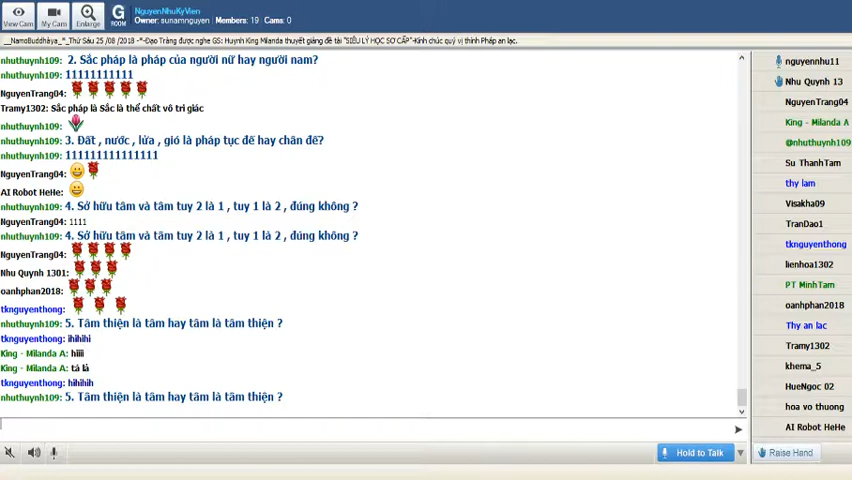 View Cam
My Cam
Enlarge
G
ROOM
NguyenNhuKyVien
Owner: sunamnguyen Members: 19 Cams: 0
__NamoBuddhàya_*_Thứ Sáu 25 /08 /2018 -*-Đạo Tràng được nghe GS: Huynh King Milanda thuyết giảng đề tài "SIÊU LÝ HỌC SƠ CẤP"-Kính chúc quý vị thính Pháp an lạc.
nhuthuynh109: 2. Sắc pháp là pháp của người nữ hay người nam?
nhuthuynh109: 11111111111
NguyenTrang04:
Tramy1302: Sắc pháp là Sắc là thể chất vô tri giác
nhuthuynh109:
nhuthuynh109: 3. Đất , nước , lửa , gió là pháp tục đế hay chân đế?
nhuthuynh109: 111111111111111
NguyenTrang04:
AI Robot HeHe:
nhuthuynh109: 4. Sở hữu tâm và tâm tuy 2 là 1 , tuy 1 là 2 , đúng không ?
NguyenTrang04: 1111
nhuthuynh109: 4. Sở hữu tâm và tâm tuy 2 là 1 , tuy 1 là 2 , đúng không ?
NguyenTrang04:
Nhu Quynh 1301:
oanhphan2018:
tknguyenthong:
nhuthuynh109: 5. Tâm thiện là tâm hay tâm là tâm thiện ?
tknguyenthong: ihihihi
King - Milanda A: hiiii
King - Milanda A: tá lả
tknguyenthong: hihihih
nhuthuynh109: 5. Tâm thiện là tâm hay tâm là tâm thiện ?
nguyennhu11
Nhu Quynh 13
NguyenTrang04
King - Milanda A
@nhuthuynh109
Su ThanhTam
thy lam
Visakha09
TranDao1
tknguyenthong
lienhoa1302
PT MinhTam
oanhphan2018
Thy an lac
Tramy1302
khema_5
HueNgoc 02
hoa vo thuong
AI Robot HeHe
Hold to Talk
Raise Hand